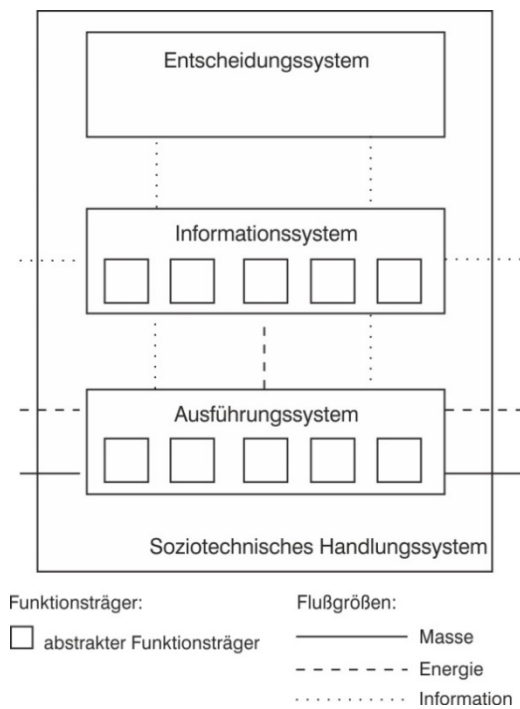 Entscheidungssystem
Informationssystem
Ausführungssystem
Soziotechnisches Handlungssystem
Funktionsträger:
abstrakter Funktionsträger
Flußgrößen:
Masse
Energie
Information